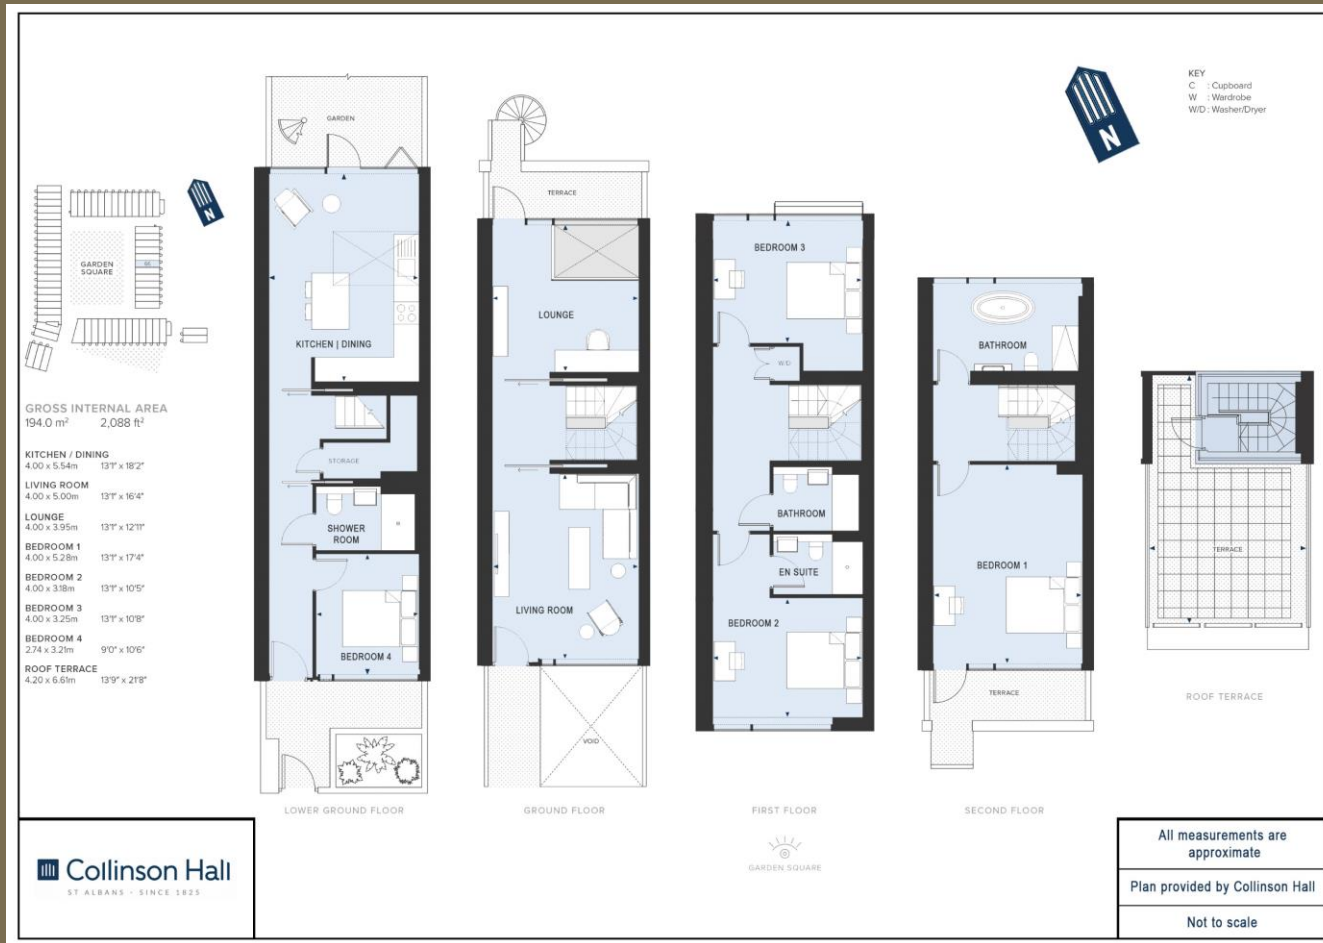 KEY
C : Cupboard
W : Wardrobe
W/D : Washer/Dryer
N
N
GARDEN SQUARE
66
GROSS INTERNAL AREA
194.0 m² 2,088 ft²
KITCHEN / DINING
4.00 x 5.54m 13'1" x 18'2"
LIVING ROOM
4.00 x 5.00m 13'1" x 16'4"
LOUNGE
4.00 x 3.95m 13'1" x 12'11"
BEDROOM 1
4.00 x 5.28m 13'1" x 17'4"
BEDROOM 2
4.00 x 3.18m 13'1" x 10'5"
BEDROOM 3
4.00 x 3.25m 13'1" x 10'8"
BEDROOM 4
2.74 x 3.21m 9'0" x 10'6"
ROOF TERRACE
4.20 x 6.61m 13'9" x 21'8"
GARDEN
KITCHEN | DINING
STORAGE
SHOWER
ROOM
BEDROOM 4
LOWER GROUND FLOOR
TERRACE
LOUNGE
LIVING ROOM
VOID
GROUND FLOOR
BEDROOM 3
W/D
BATHROOM
EN SUITE
BEDROOM 2
FIRST FLOOR
GARDEN SQUARE
BATHROOM
BEDROOM 1
TERRACE
SECOND FLOOR
TERRACE
ROOF TERRACE
Collinson Hall
ST ALBANS - SINCE 1825
All measurements are
approximate
Plan provided by Collinson Hall
Not to scale